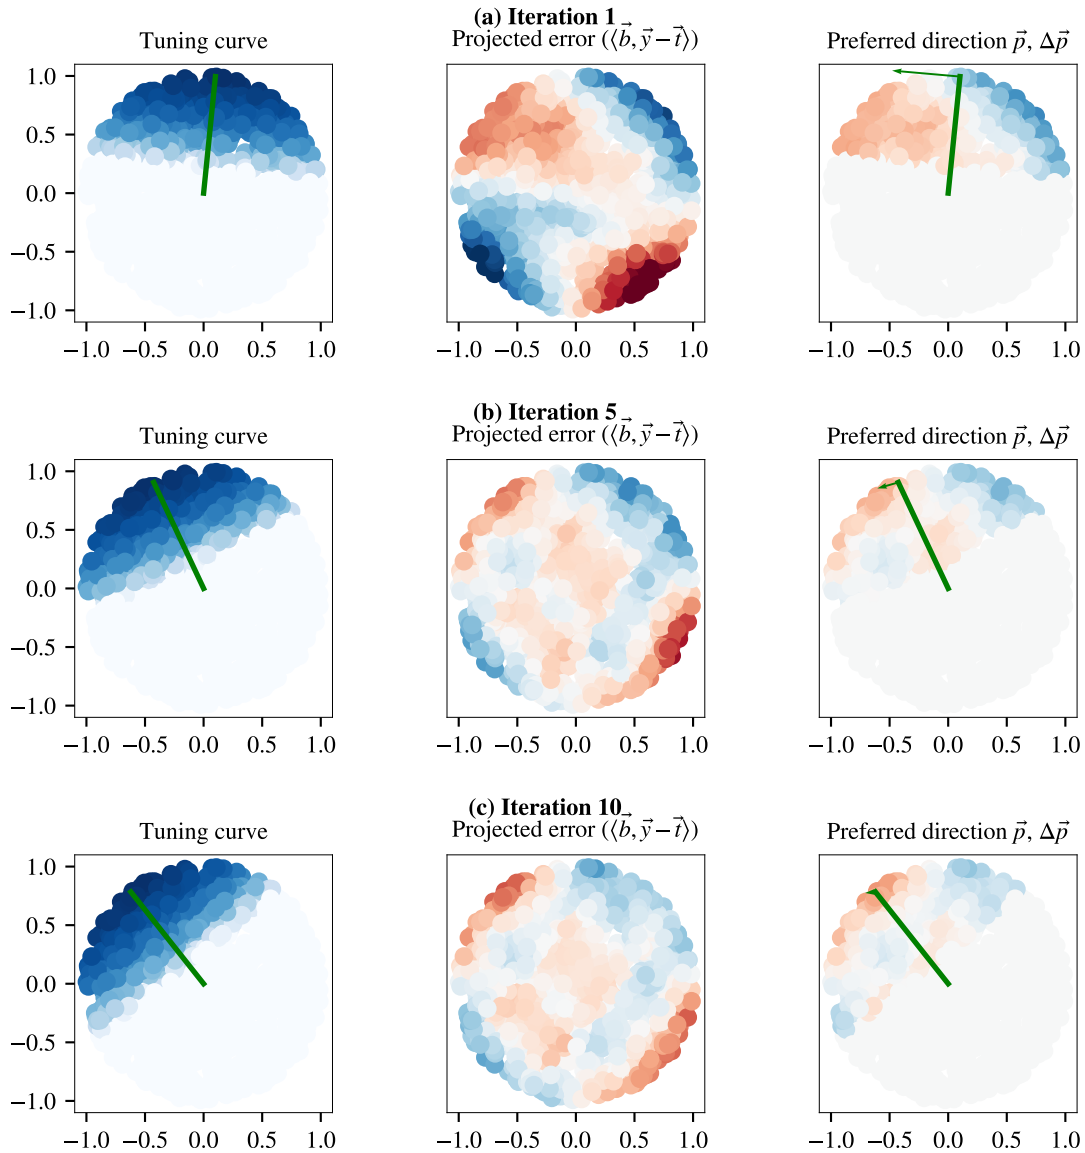 (a) Iteration 1
Tuning curve
Projected error (⟨b⃗, y⃗ − t⃗⟩)
Preferred direction p⃗, Δp⃗
1.0
0.5
0.0
−0.5
−1.0
−1.0 −0.5 0.0 0.5 1.0
−1.0 −0.5 0.0 0.5 1.0
−1.0 −0.5 0.0 0.5 1.0
(b) Iteration 5
Tuning curve
Projected error (⟨b⃗, y⃗ − t⃗⟩)
Preferred direction p⃗, Δp⃗
1.0
0.5
0.0
−0.5
−1.0
−1.0 −0.5 0.0 0.5 1.0
−1.0 −0.5 0.0 0.5 1.0
−1.0 −0.5 0.0 0.5 1.0
(c) Iteration 10
Tuning curve
Projected error (⟨b⃗, y⃗ − t⃗⟩)
Preferred direction p⃗, Δp⃗
1.0
0.5
0.0
−0.5
−1.0
−1.0 −0.5 0.0 0.5 1.0
−1.0 −0.5 0.0 0.5 1.0
−1.0 −0.5 0.0 0.5 1.0